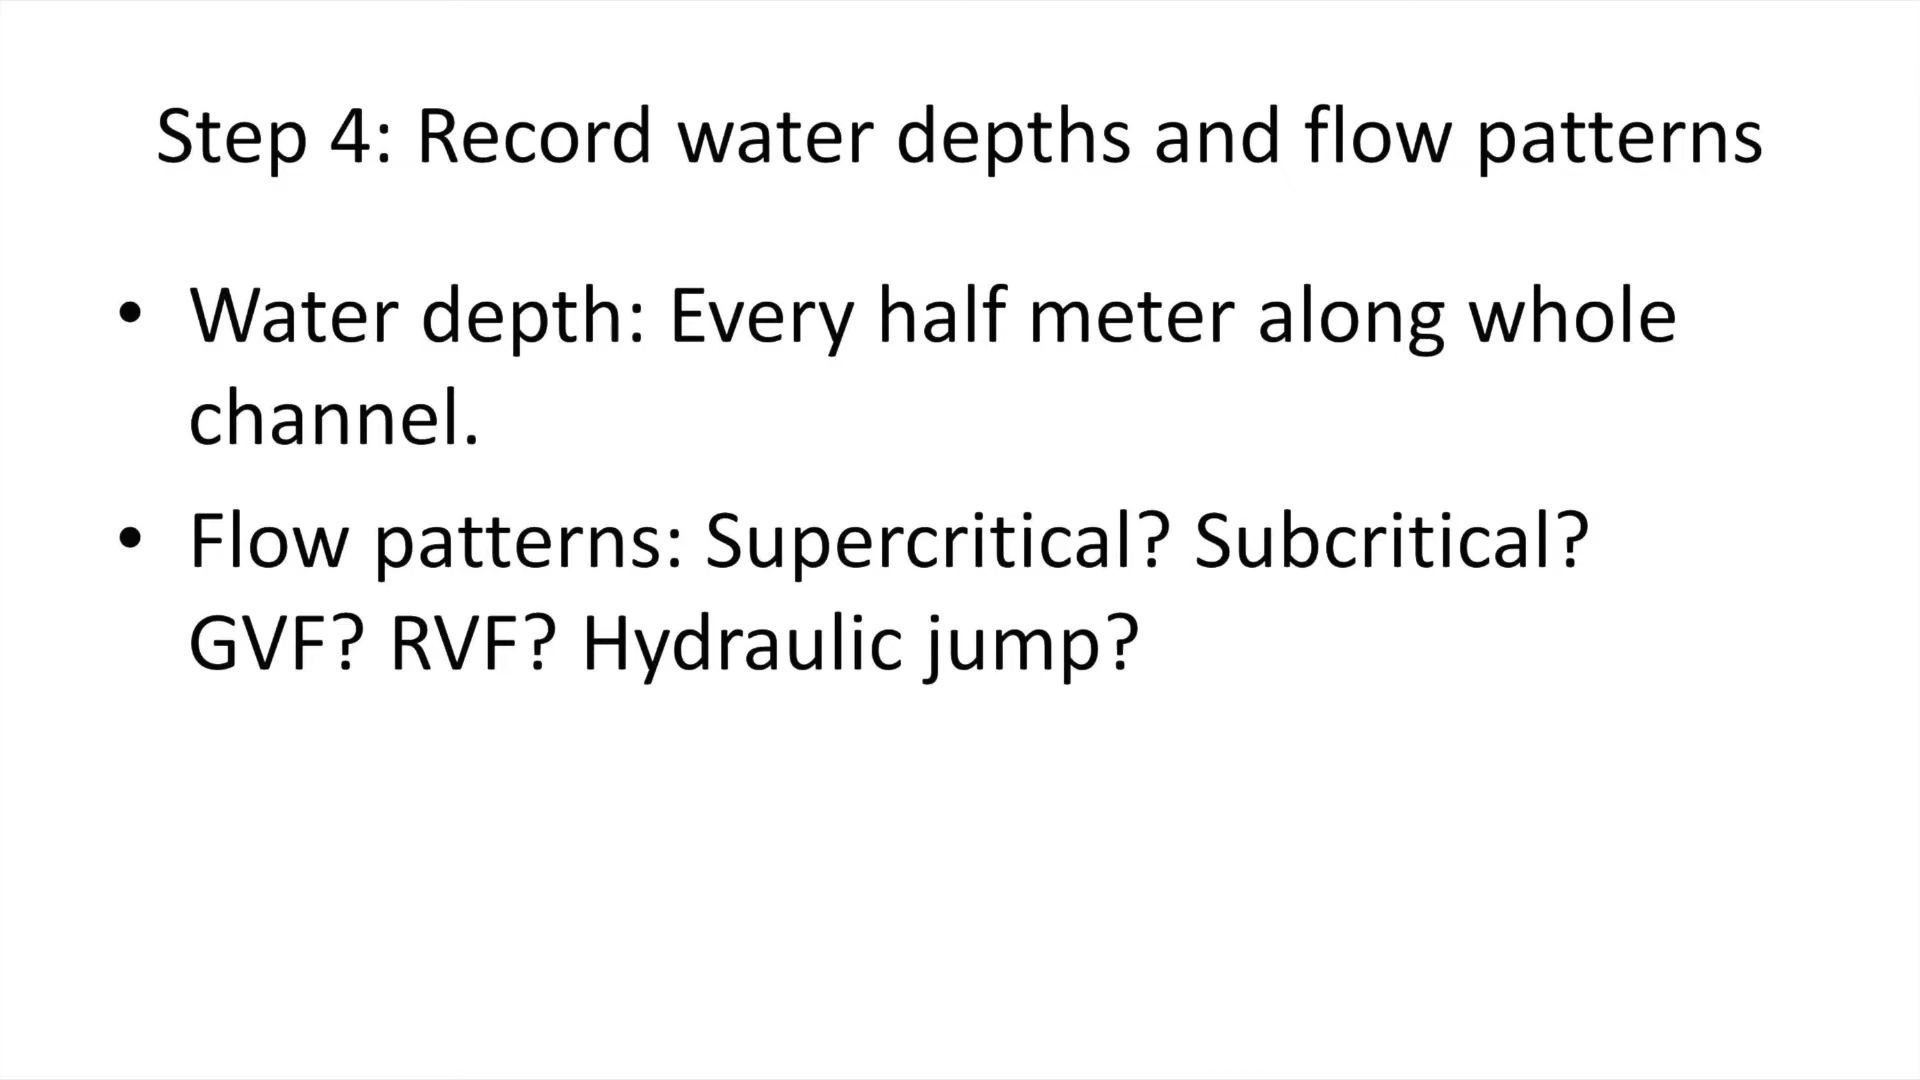 Step 4: Record water depths and flow patterns
• Water depth: Every half meter along whole
channel.
• Flow patterns: Supercritical? Subcritical?
GVF? RVF? Hydraulic jump?